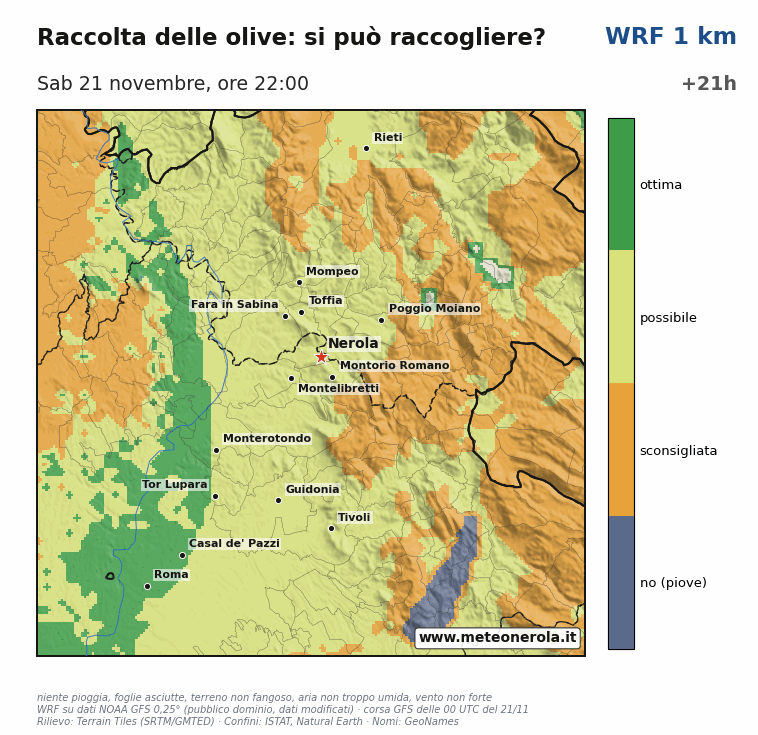 Raccolta delle olive: si può raccogliere?
WRF 1 km
Sab 21 novembre, ore 22:00
+21h
Rieti
Mompeo
Fara in Sabina
Toffia
Poggio Moiano
Nerola
Montorio Romano
Montelibretti
Monterotondo
Tor Lupara
Guidonia
Tivoli
Casal de' Pazzi
Roma
www.meteonerola.it
ottima
possibile
sconsigliata
no (piove)
niente pioggia, foglie asciutte, terreno non fangoso, aria non troppo umida, vento non forte
WRF su dati NOAA GFS 0,25° (pubblico dominio, dati modificati) · corsa GFS delle 00 UTC del 21/11
Rilievo: Terrain Tiles (SRTM/GMTED) · Confini: ISTAT, Natural Earth · Nomi: GeoNames